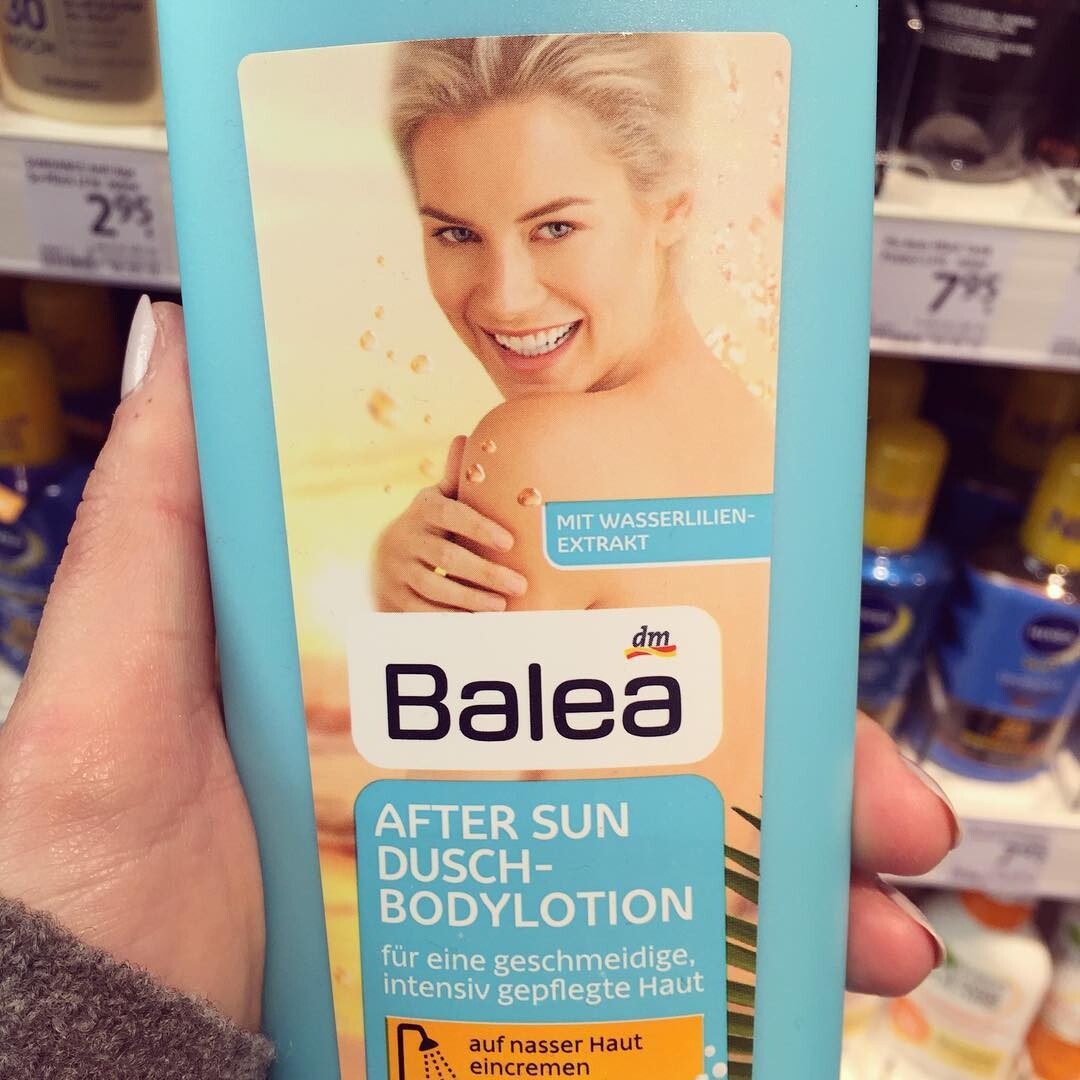 30
2.95
7.95
MIT WASSERLILIEN-
EXTRAKT
dm
Balea
AFTER SUN
DUSCH-
BODYLOTION
für eine geschmeidige,
intensiv gepflegte Haut
auf nasser Haut
eincremen